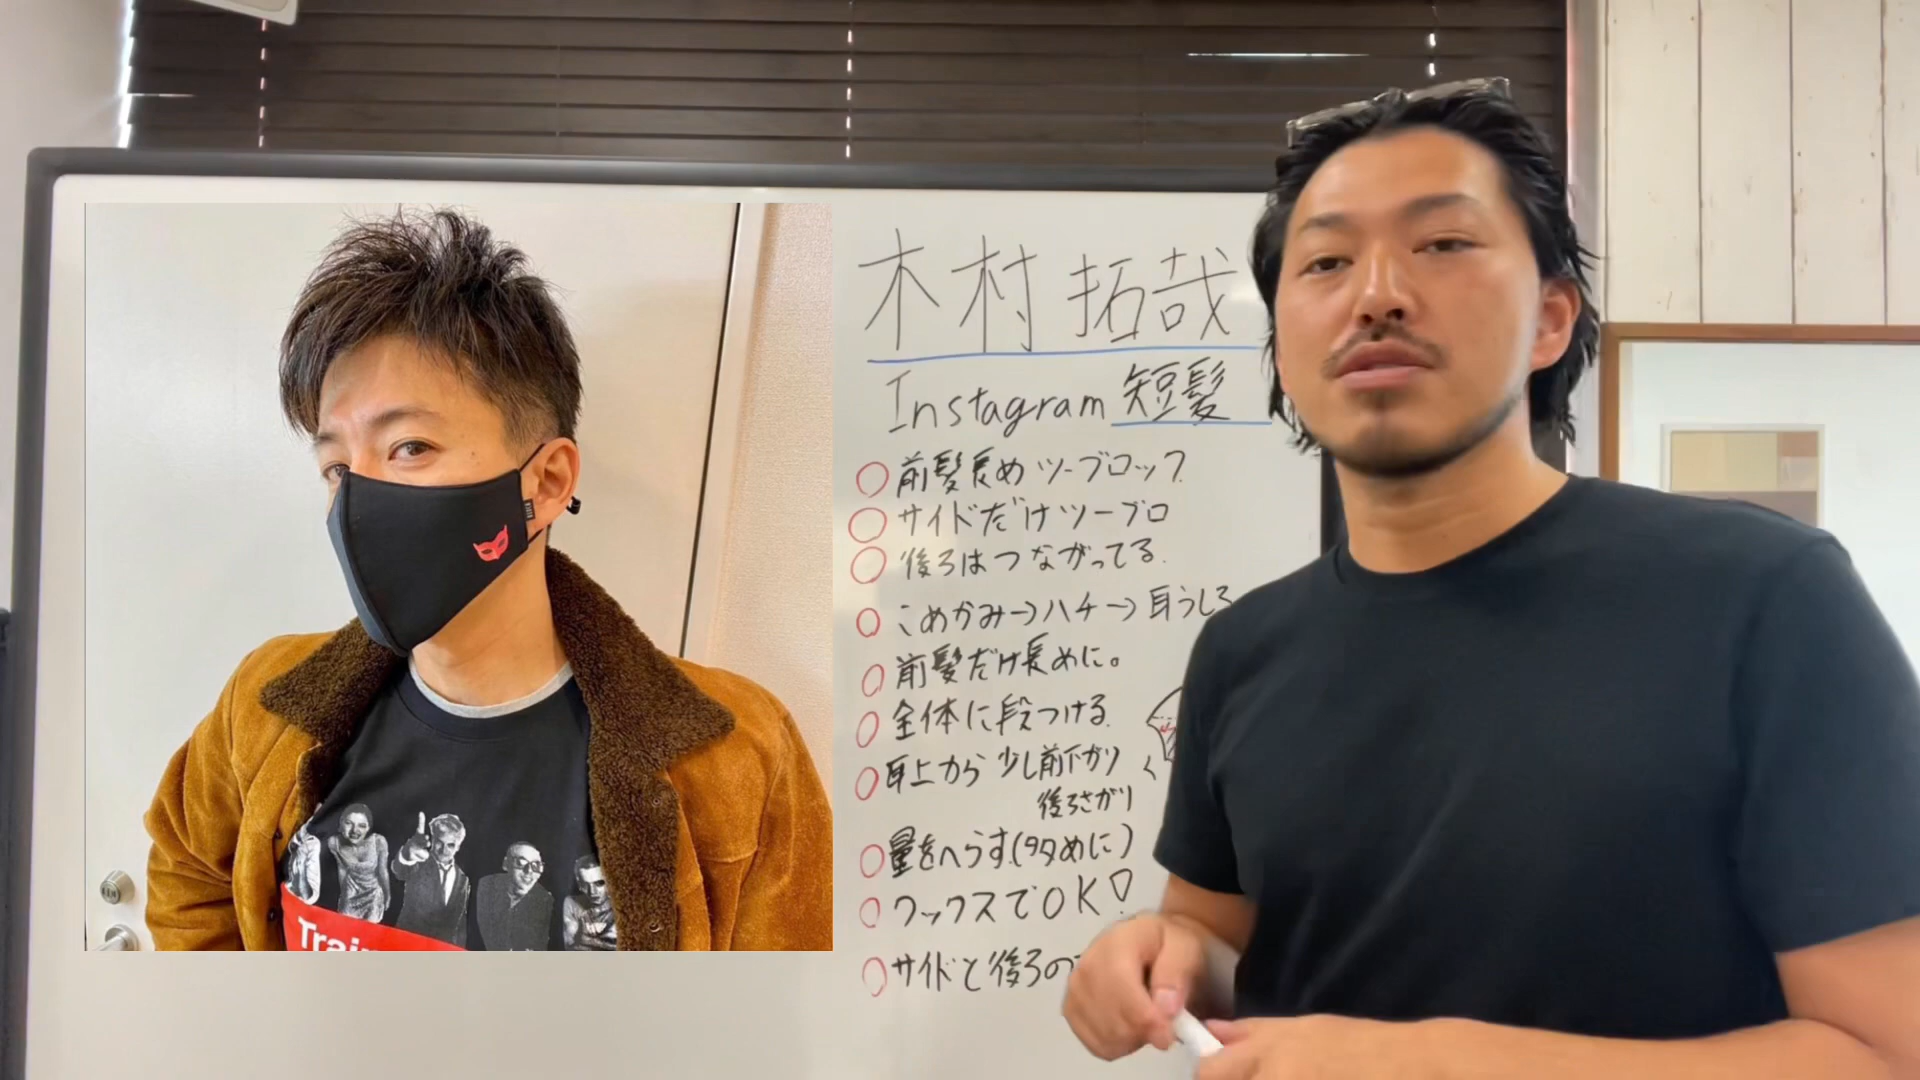 木村拓哉
Instagram 短髪
前髪長め ツーブロック
サイドだけツーブロ
後ろはつながってる.
こめかみ→ハチ→耳うしろ
前髪だけ長めに。
全体に段つける.
耳上から 少し前下がり
後ろさがり
量をへらす.(多めに)
ワックスでOK!
サイドと後ろの
Trai